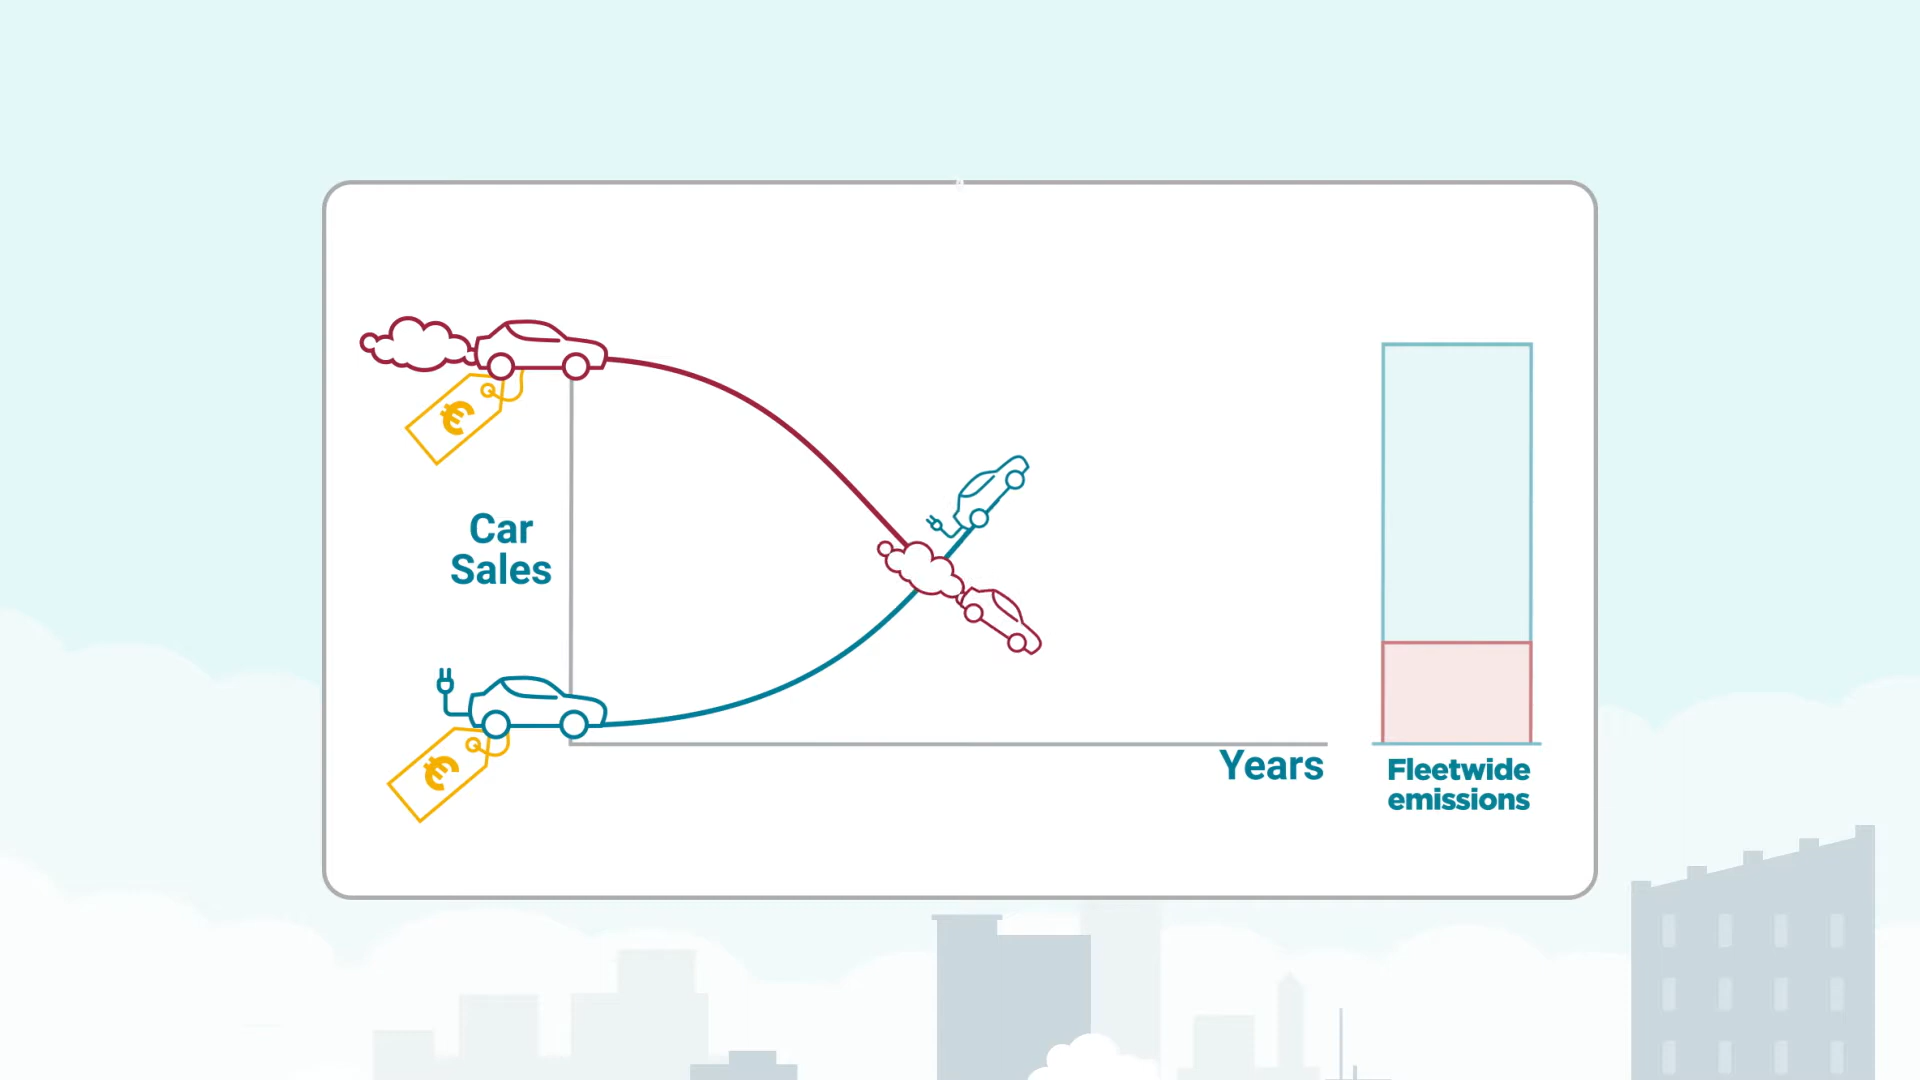 €
Car
Sales
€
Years
Fleetwide
emissions